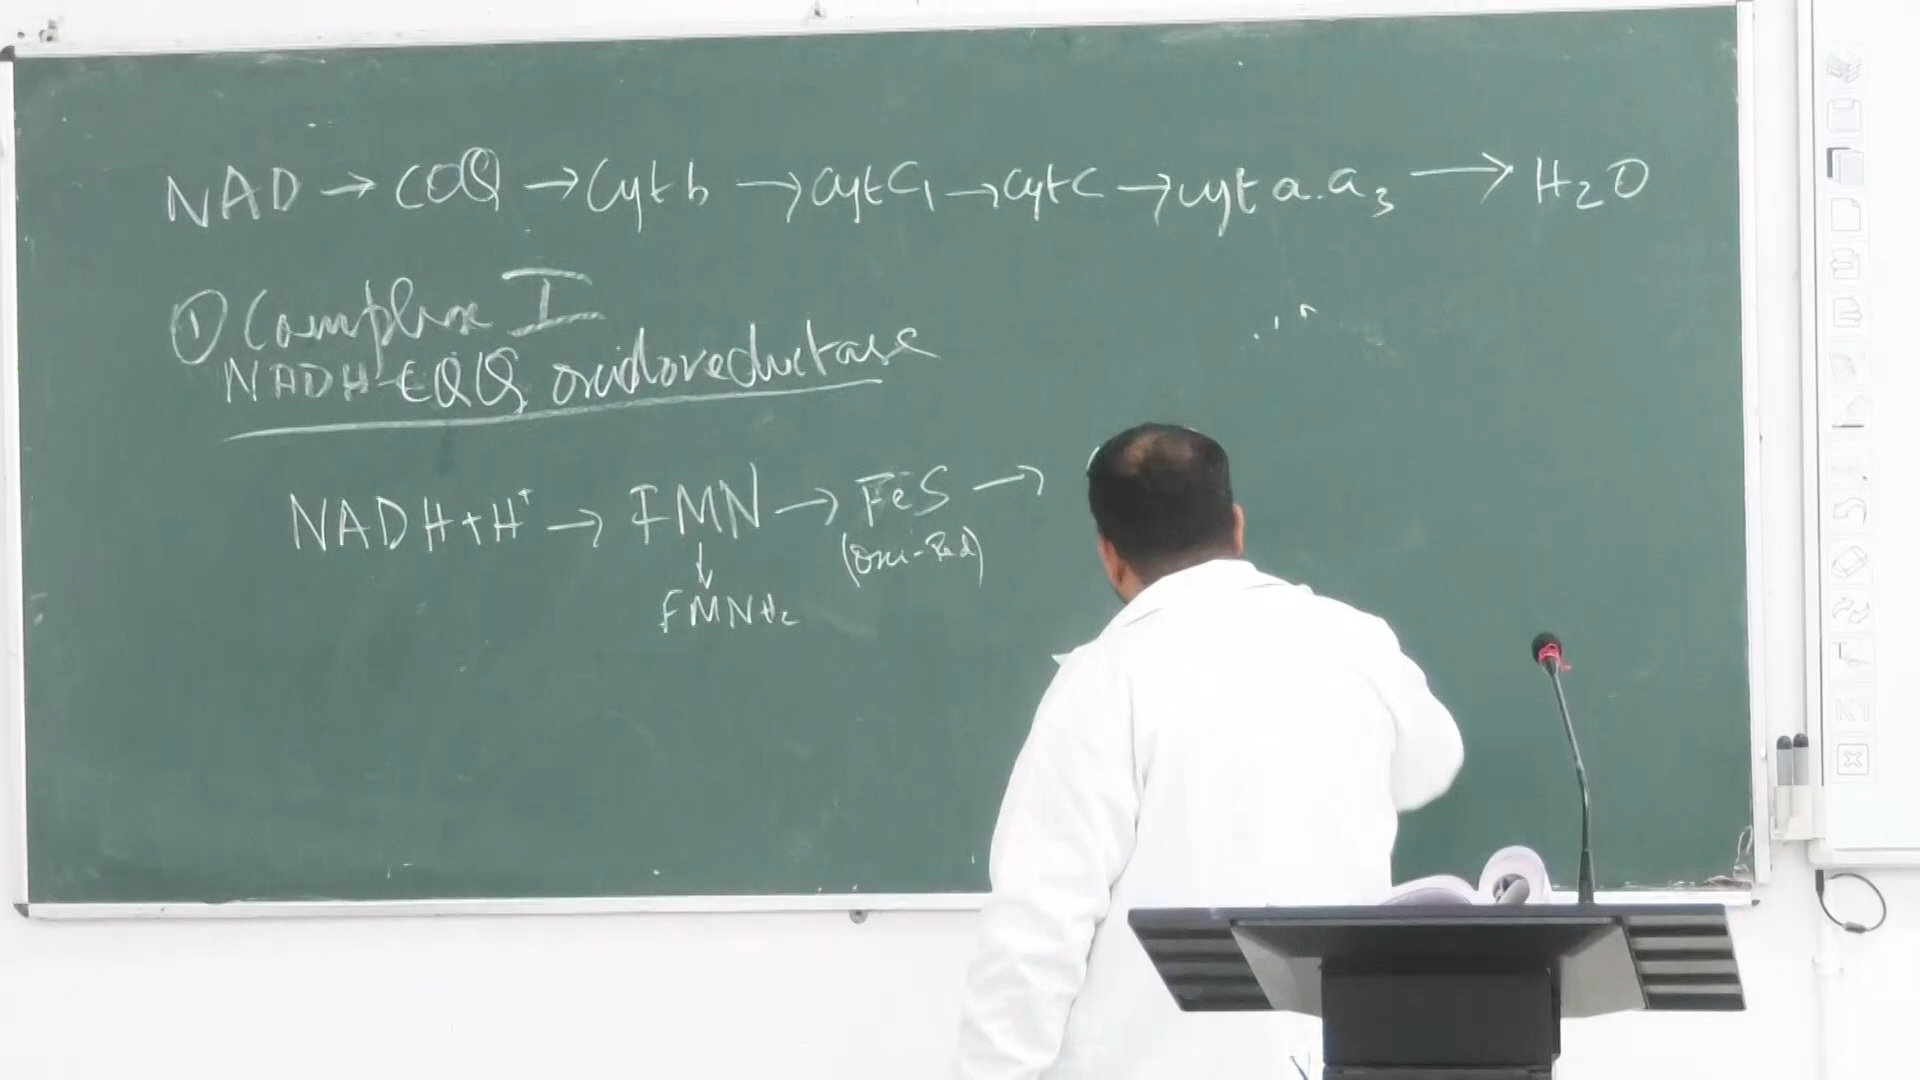 NAD → COQ → Cyt b → Cyt C₁ → Cyt C → Cyt a.a₃ → H₂O
① Complex I
NADH-COQ oxidoreductase
NADH+H⁺ → FMN → FeS →
(Oxi-Red)
↓
FMNH₂